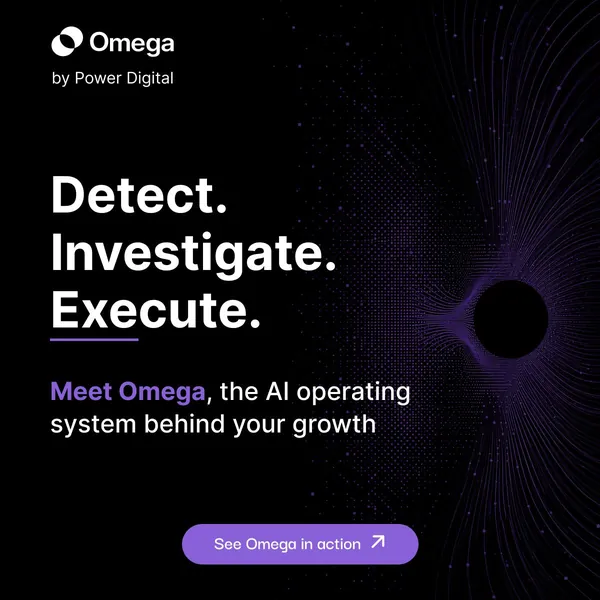 Omega
by Power Digital
Detect.
Investigate.
Execute.
Meet Omega, the AI operating
system behind your growth
See Omega in action